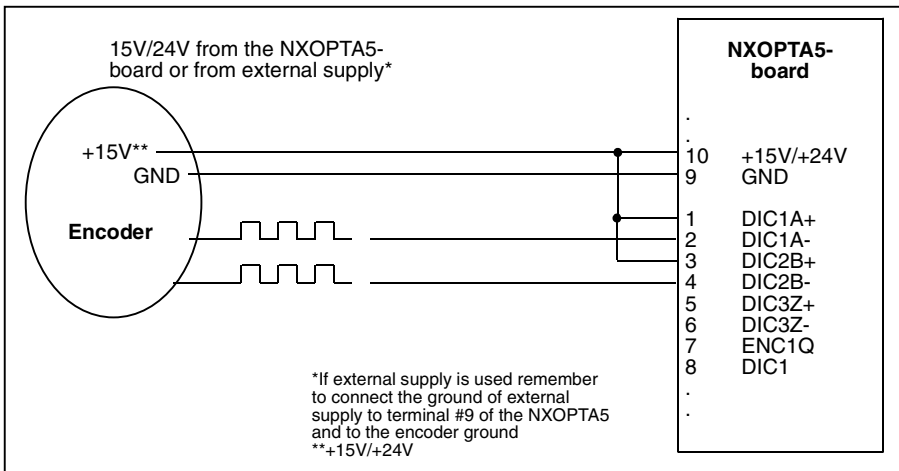 15V/24V from the NXOPTA5-
board or from external supply*
+15V**
GND
Encoder
NXOPTA5-
board
.
.
10 +15V/+24V
9 GND
1 DIC1A+
2 DIC1A-
3 DIC2B+
4 DIC2B-
5 DIC3Z+
6 DIC3Z-
7 ENC1Q
8 DIC1
.
.
*If external supply is used remember
to connect the ground of external
supply to terminal #9 of the NXOPTA5
and to the encoder ground
**+15V/+24V